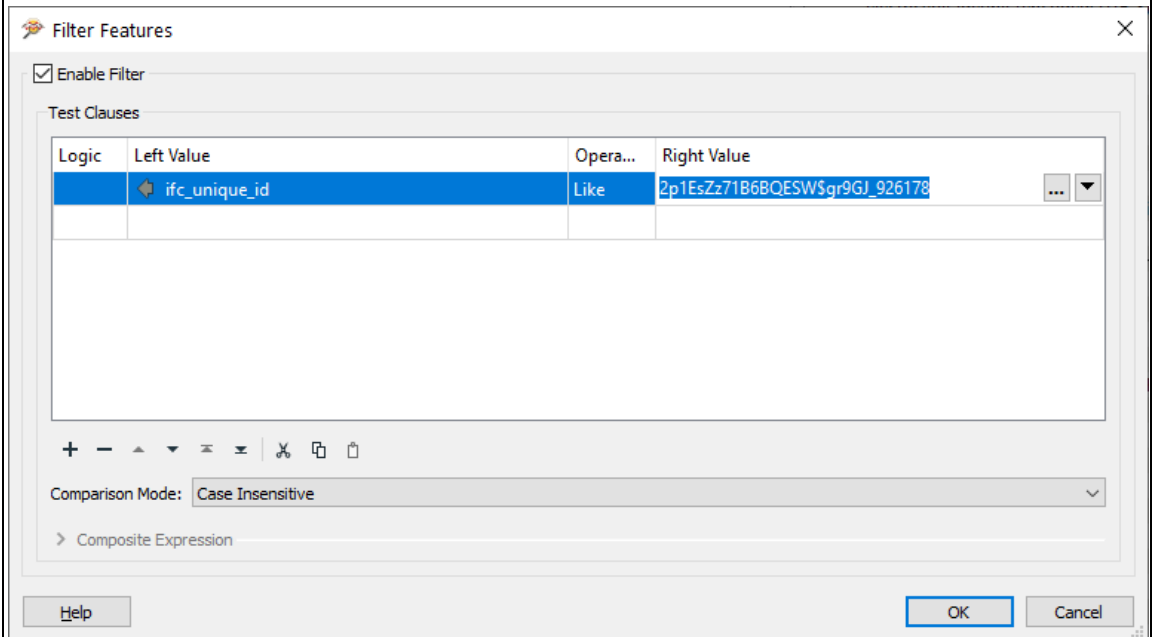 Filter Features
Enable Filter
Test Clauses
Logic Left Value Opera... Right Value
ifc_unique_id Like 2p1EsZz71B6BQESW$gr9GJ_926178 ...
Comparison Mode: Case Insensitive
Composite Expression
Help OK Cancel